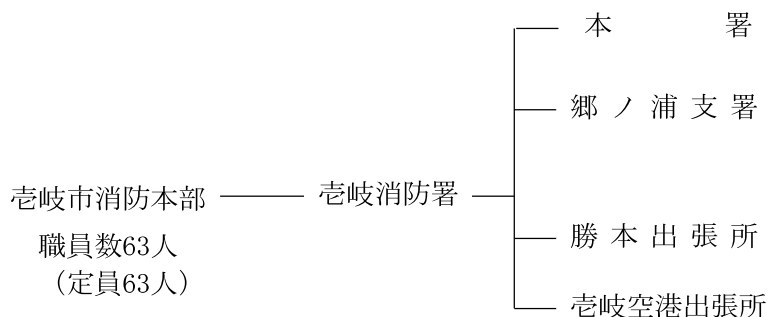 本署
郷ノ浦支署
壱岐市消防本部
壱岐消防署
勝本出張所
職員数63人
（定員63人）
壱岐空港出張所